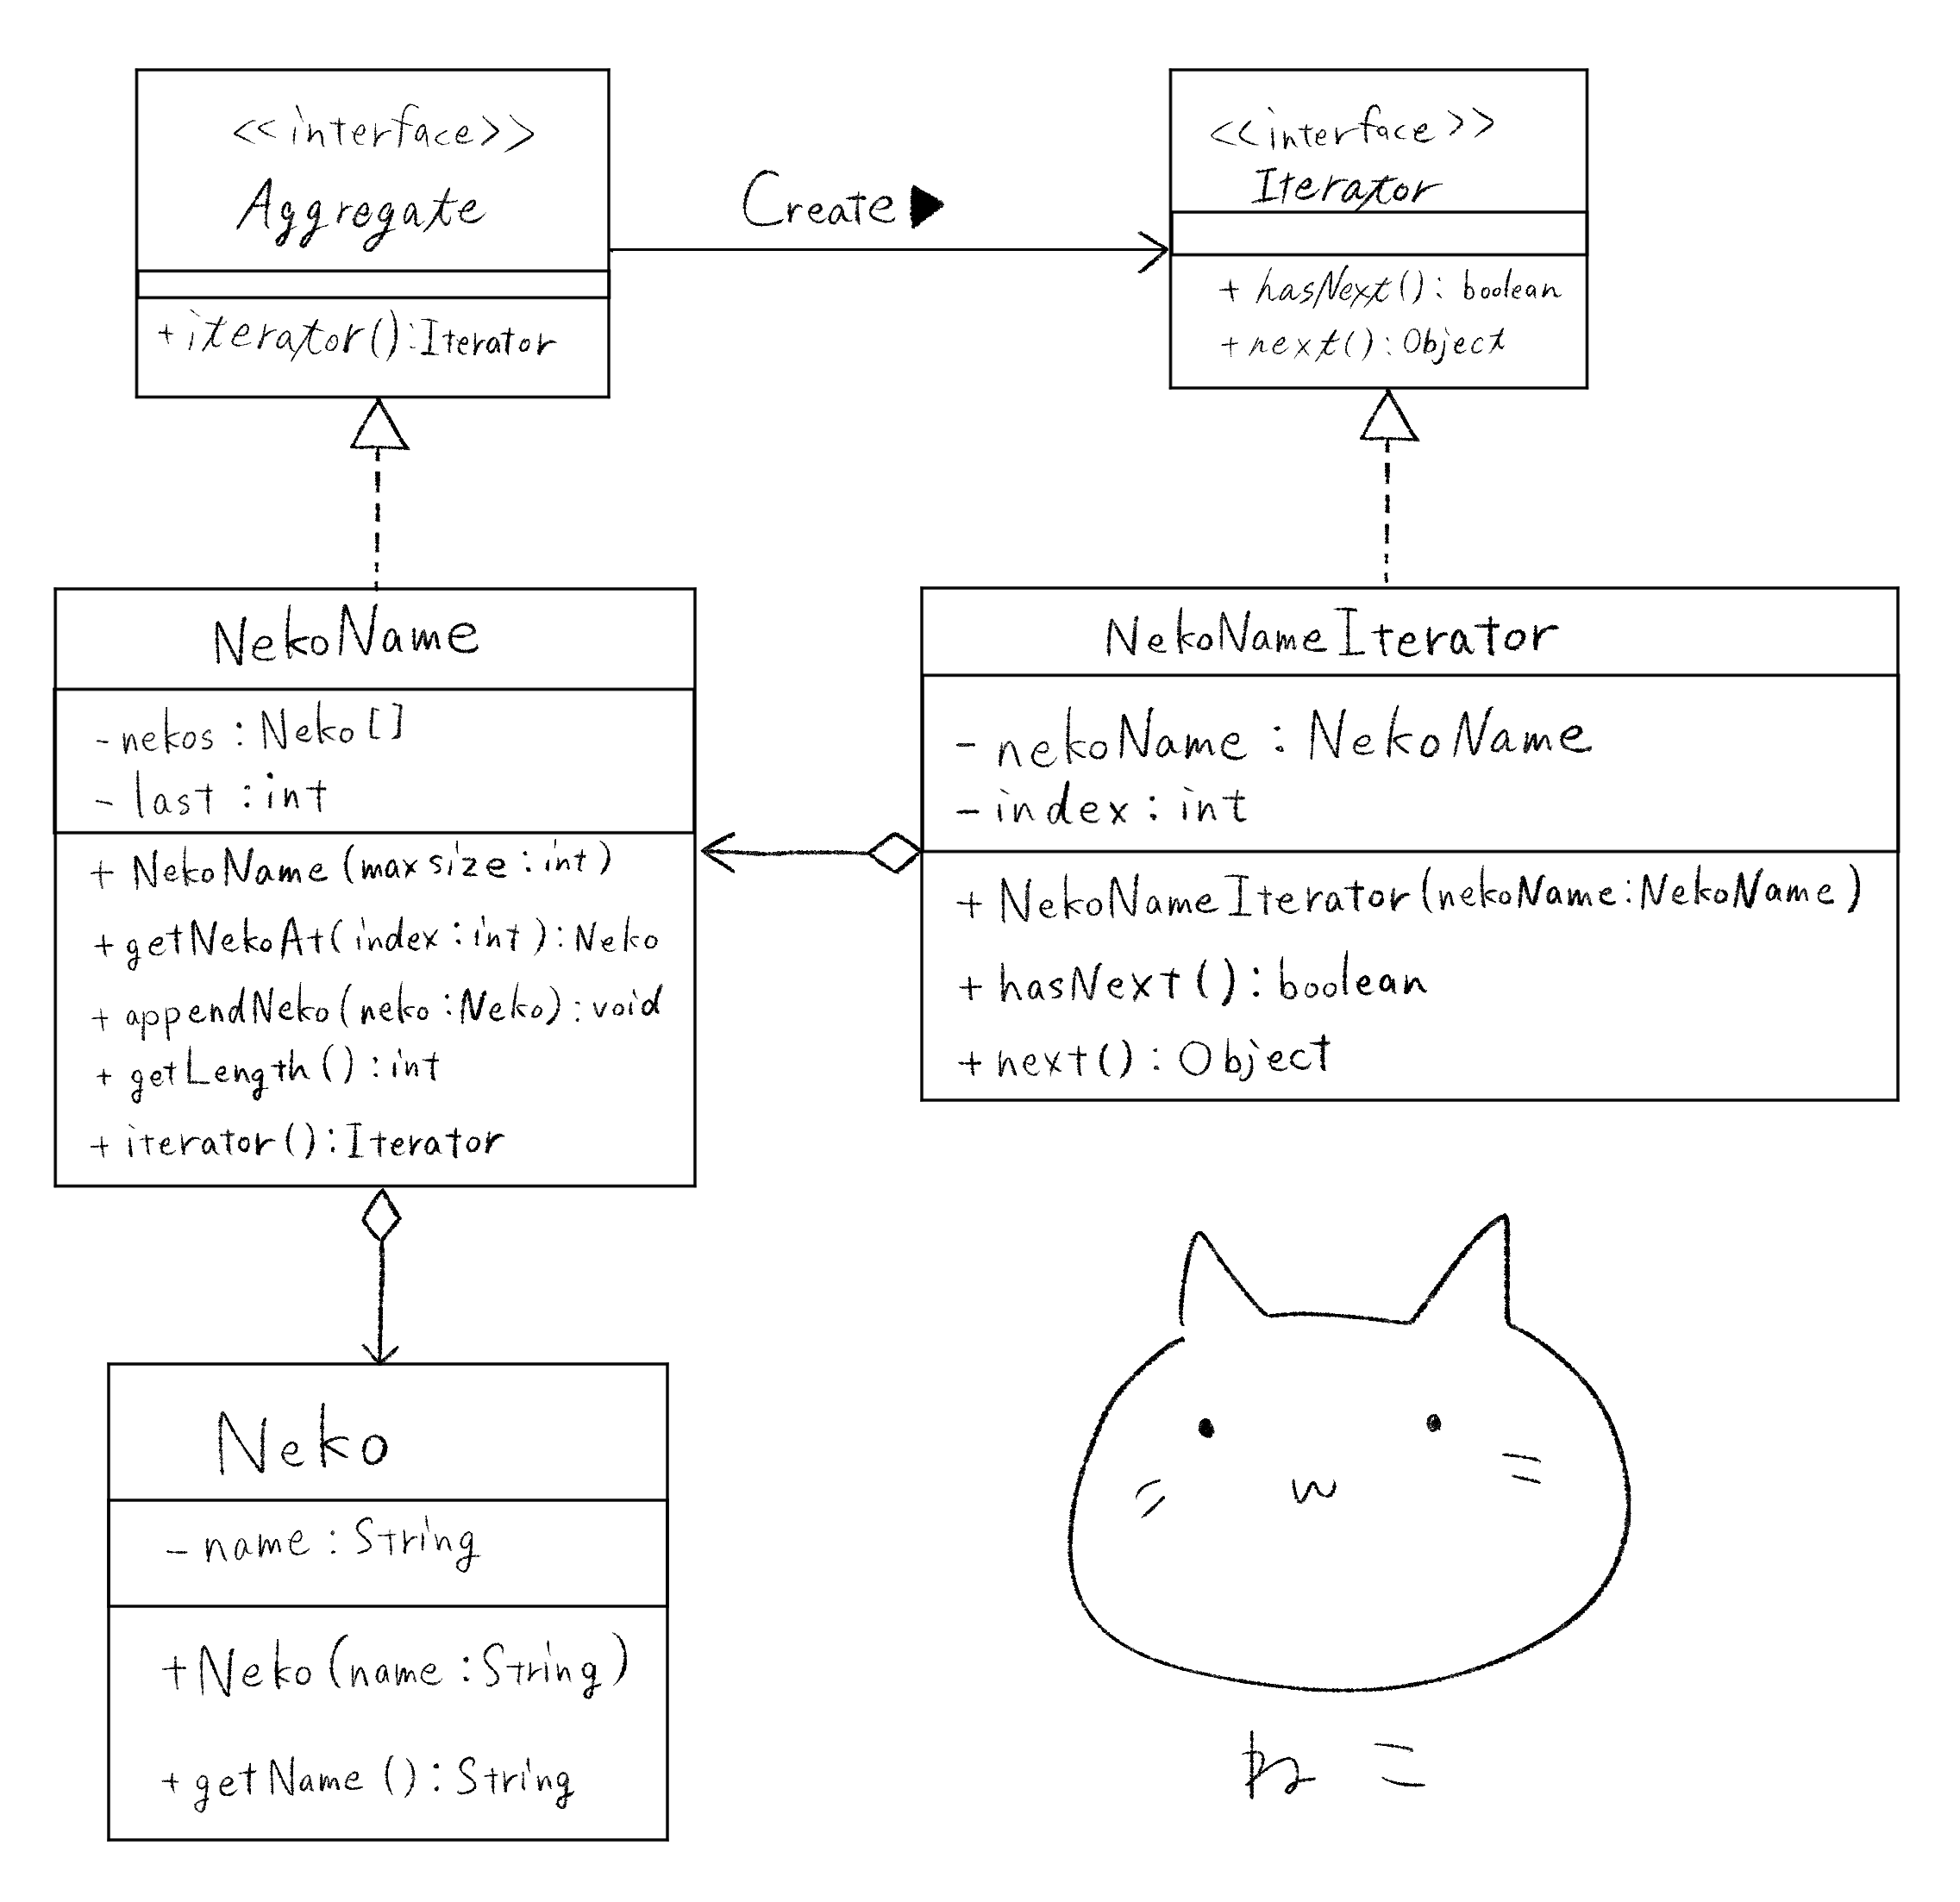 <<interface>>
Aggregate
+iterator():Iterator
Create▶
<<interface>>
Iterator
+ hasNext(): boolean
+next():Object
NekoName
-nekos:Neko[]
- last:int
+ NekoName(maxsize:int)
+getNekoAt(index:int):Neko
+appendNeko(neko:Neko):void
+ getLength():int
+ iterator():Iterator
NekoNameIterator
- nekoName:NekoName
- index:int
+ NekoNameIterator(nekoName:NekoName)
+ hasNext():boolean
+next():Object
Neko
- name:String
+Neko(name:String)
+getName():String
ねこ